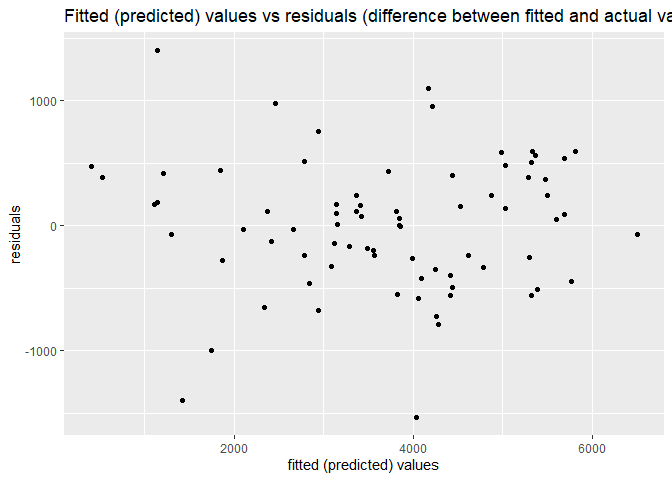 Fitted (predicted) values vs residuals (difference between fitted and actual va
1000
0
-1000
residuals
2000 4000 6000
fitted (predicted) values